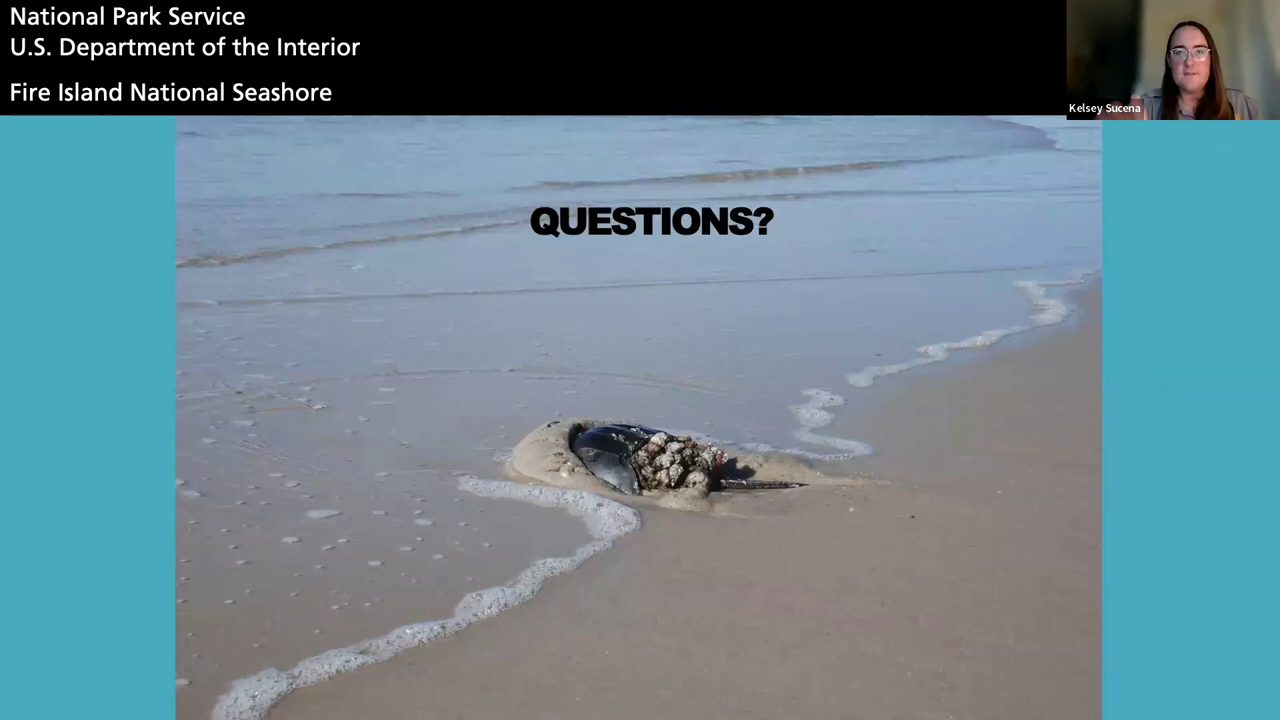 National Park Service
U.S. Department of the Interior
Fire Island National Seashore
Kelsey Sucena
QUESTIONS?